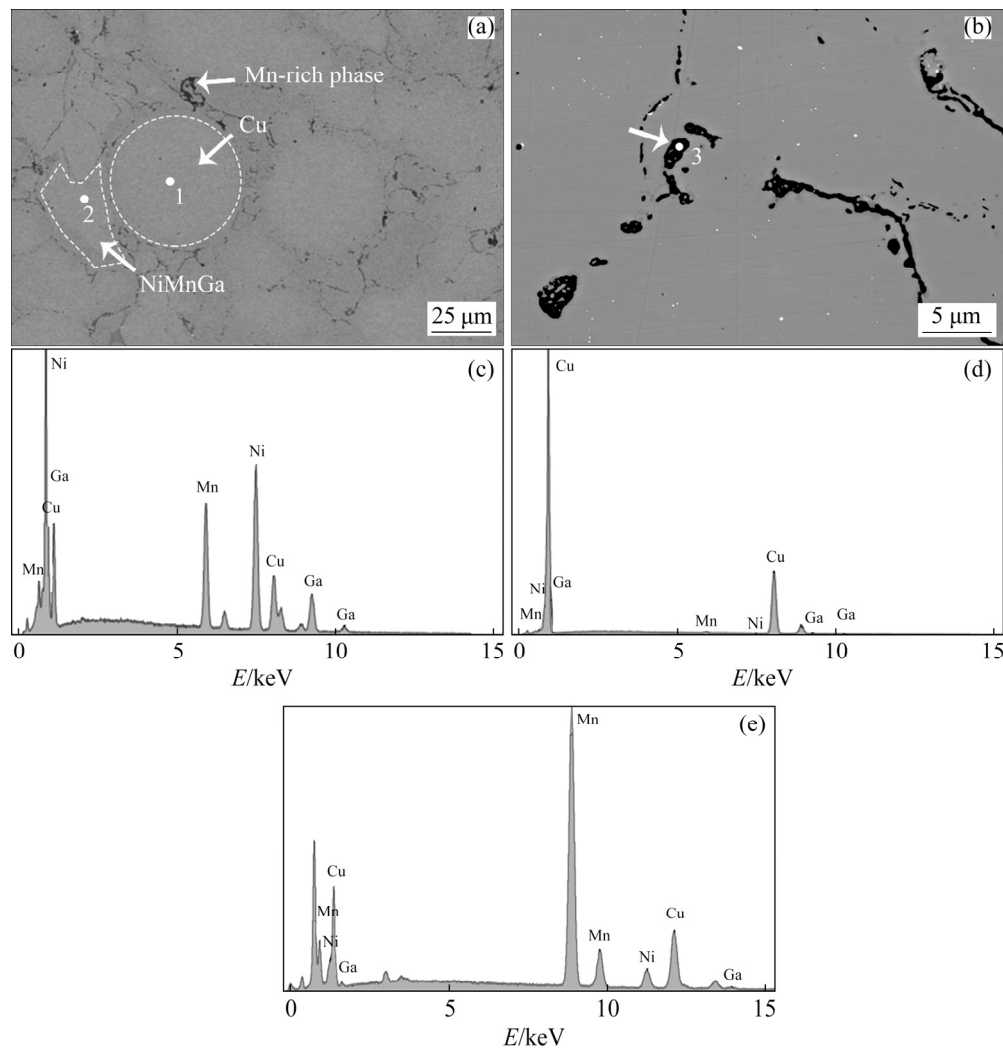 (a)
Mn-rich phase
Cu
1
2
NiMnGa
25 μm
(b)
3
5 μm
(c)
Ni
Ga
Cu
Mn
Mn
Ni
Cu
Ga
Ga
0 5 10 15
E/keV
(d)
Cu
Ni
Ga
Mn
Mn
Ni
Cu
Ga
Ga
0 5 10 15
E/keV
(e)
Mn
Cu
Mn
Ni
Ga
Mn
Ni
Cu
Ga
0 5 10 15
E/keV